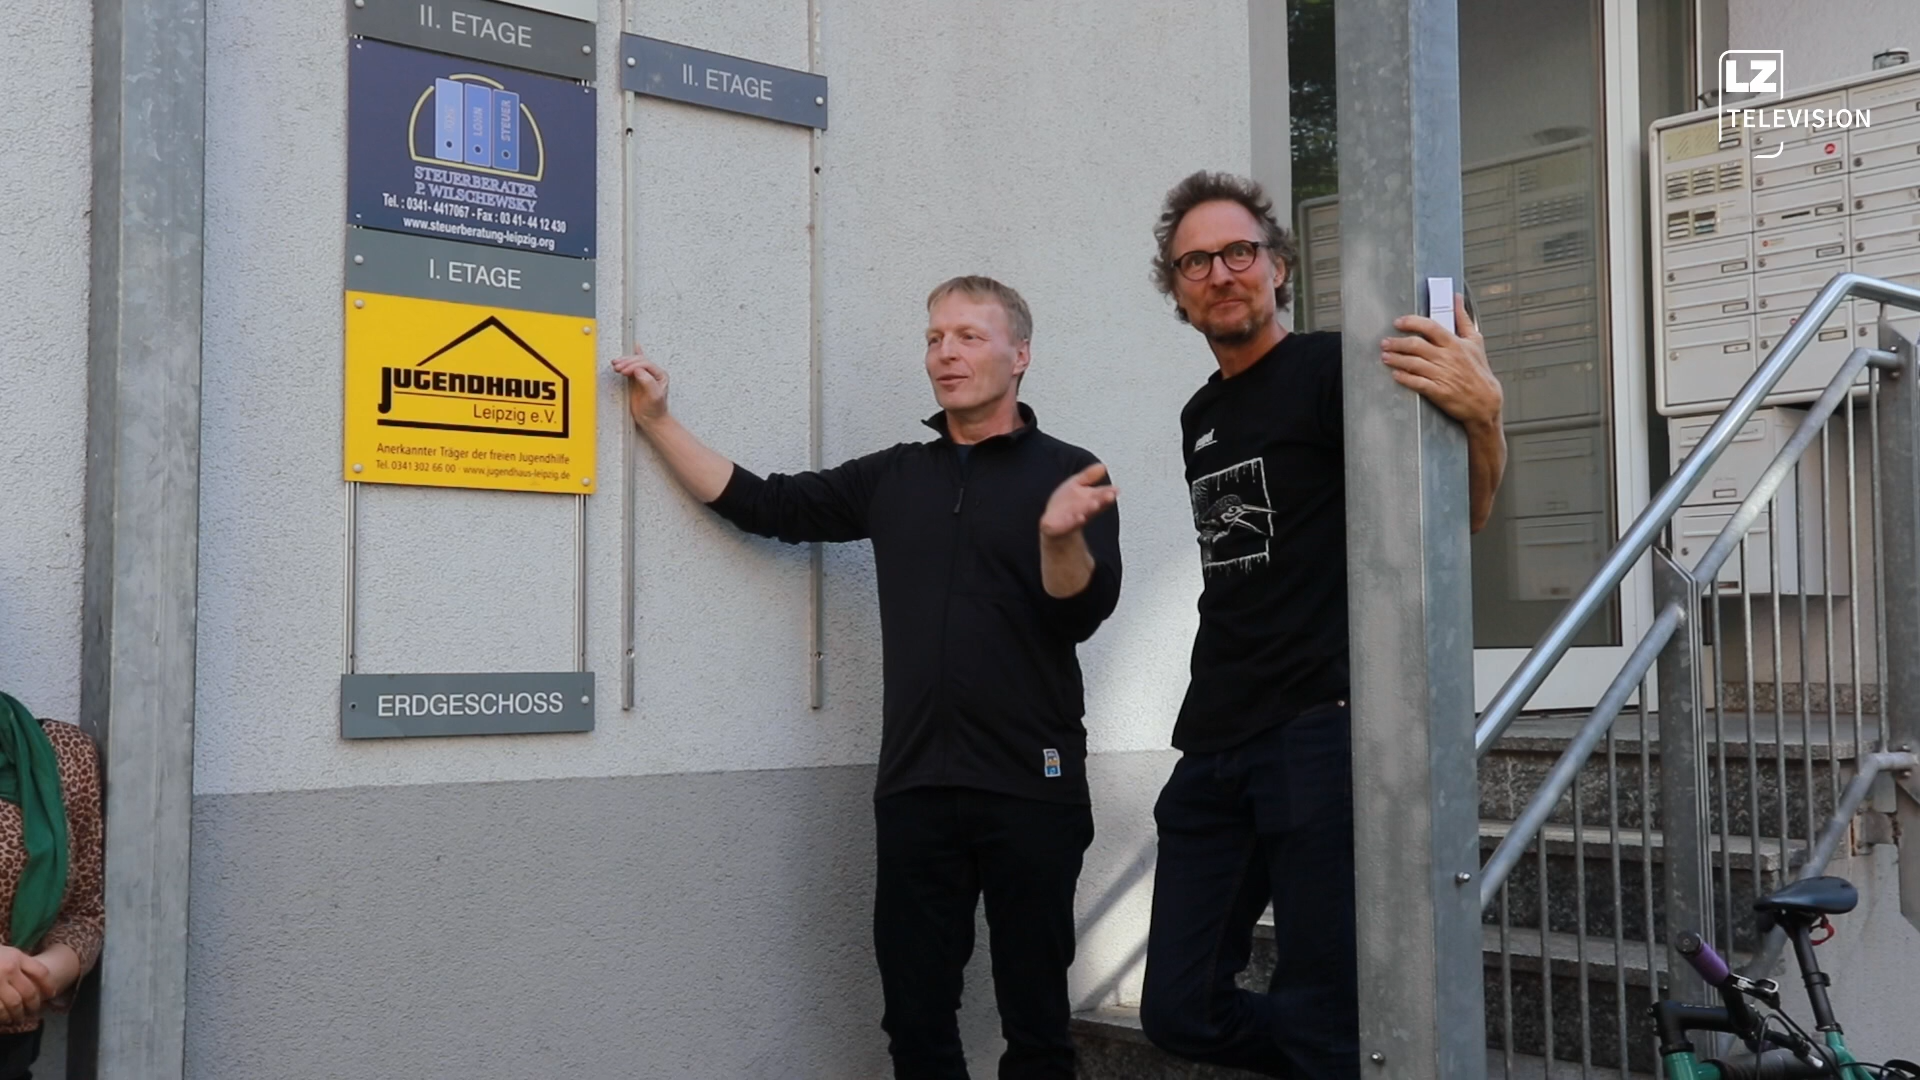 II. ETAGE
LOHN
STEUER
STEUERBERATER
P. WILSCHEWSKY
Tel. : 0341- 4417067 - Fax : 03 41- 44 12 430
www.steuerberatung-leipzig.org
I. ETAGE
JUGENDHAUS
Leipzig e.V.
Anerkannter Träger der freien Jugendhilfe
Tel. 0341 302 66 00 · www.jugendhaus-leipzig.de
ERDGESCHOSS
II. ETAGE
LZ
TELEVISION